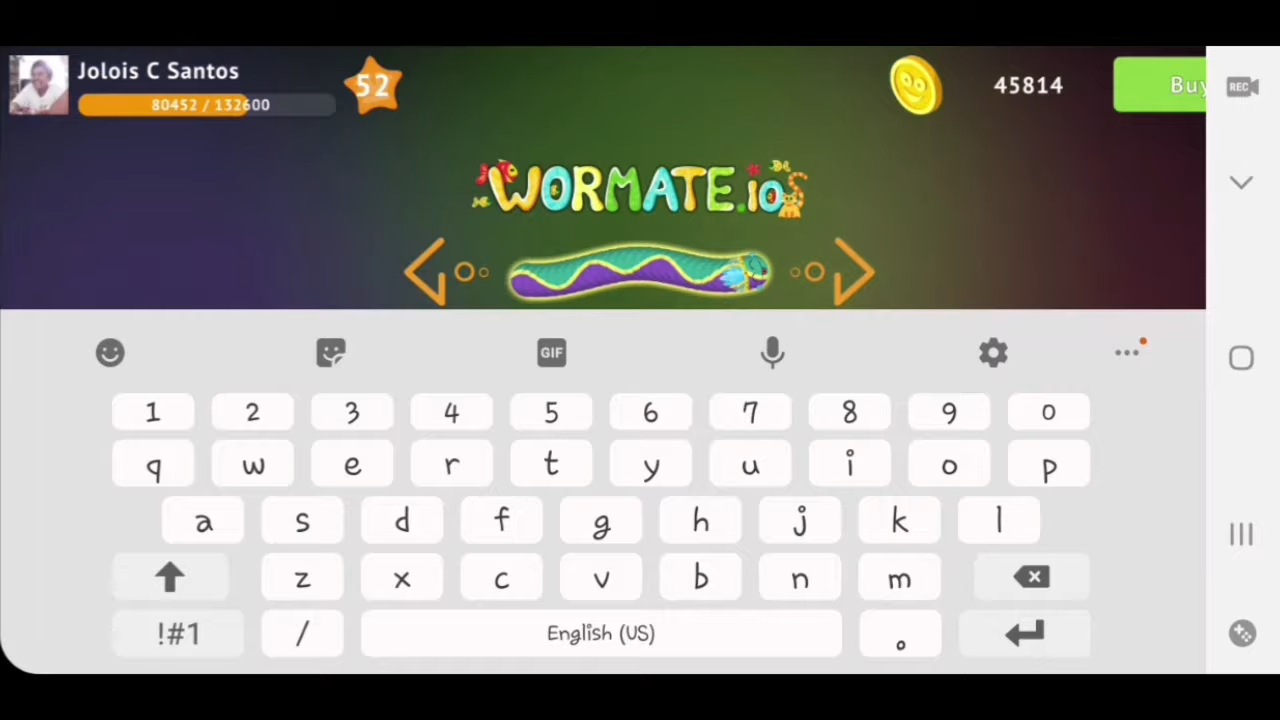 Jolois C Santos
80452 / 132600
52
45814
Buy
REC
WORMATE.io
GIF
1 2 3 4 5 6 7 8 9 0
q w e r t y u i o p
a s d f g h j k l
z x c v b n m
!#1 / English (US) .